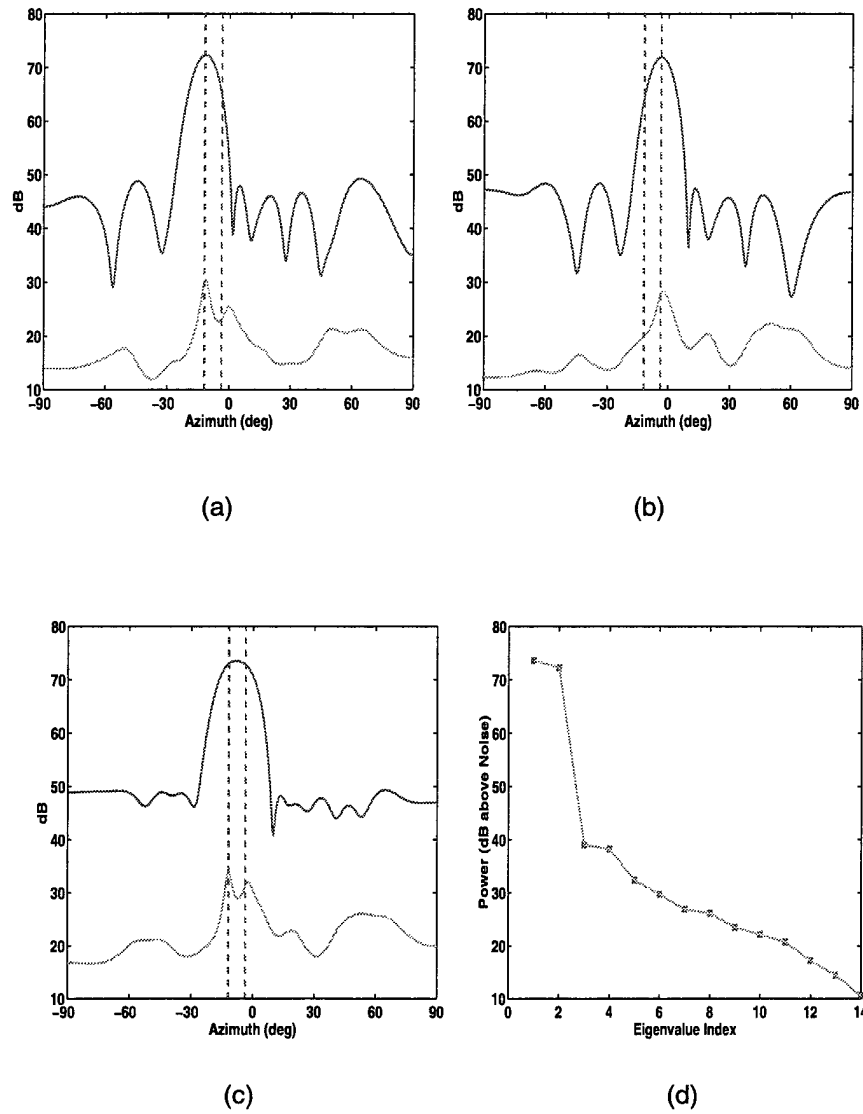 80
70
60
50
40
30
20
10
dB
-90 -60 -30 0 30 60 90
Azimuth (deg)
(a)
80
70
60
50
40
30
20
10
dB
-90 -60 -30 0 30 60 90
Azimuth (deg)
(b)
80
70
60
50
40
30
20
10
dB
-90 -60 -30 0 30 60 90
Azimuth (deg)
(c)
80
70
60
50
40
30
20
10
Power (dB above Noise)
0 2 4 6 8 10 12 14
Eigenvalue Index
(d)